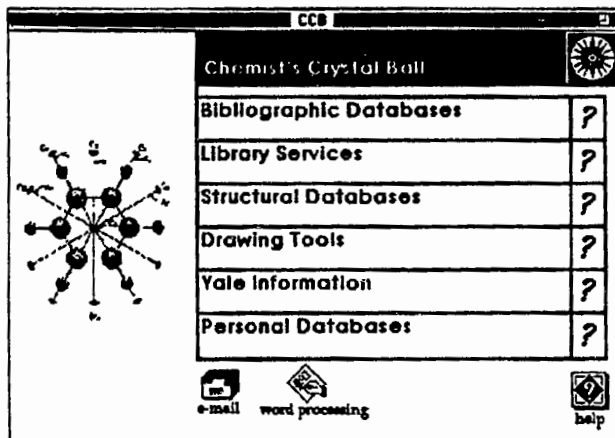 CCB
Chemist's Crystal Ball
Bibliographic Databases ?
Library Services ?
Structural Databases ?
Drawing Tools ?
Yale Information ?
Personal Databases ?
e-mail word processing help